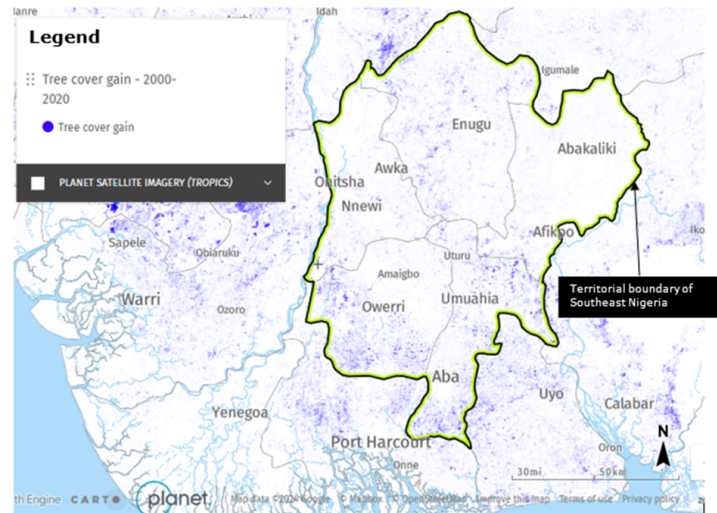 lanre
Idah
Legend
Tree cover gain - 2000-
2020
Tree cover gain
PLANET SATELLITE IMAGERY (TROPICS)
Igumale
Enugu
Abakaliki
Awka
Onitsha
Nnewi
Afikpo
Iko
Sapele
Obiaruku
Uturu
Amaigbo
Territorial boundary of
Southeast Nigeria
Warri
Ozoro
Owerri
Umuahia
Aba
Uyo
Calabar
Yenegoa
N
Port Harcourt
Oron
Onne
30mi
50km
th Engine
CARTO
planet.
Map data ©2024 Google
© Mapbox
© OpenStreetMap
Improve this map
Terms of use
Privacy policy